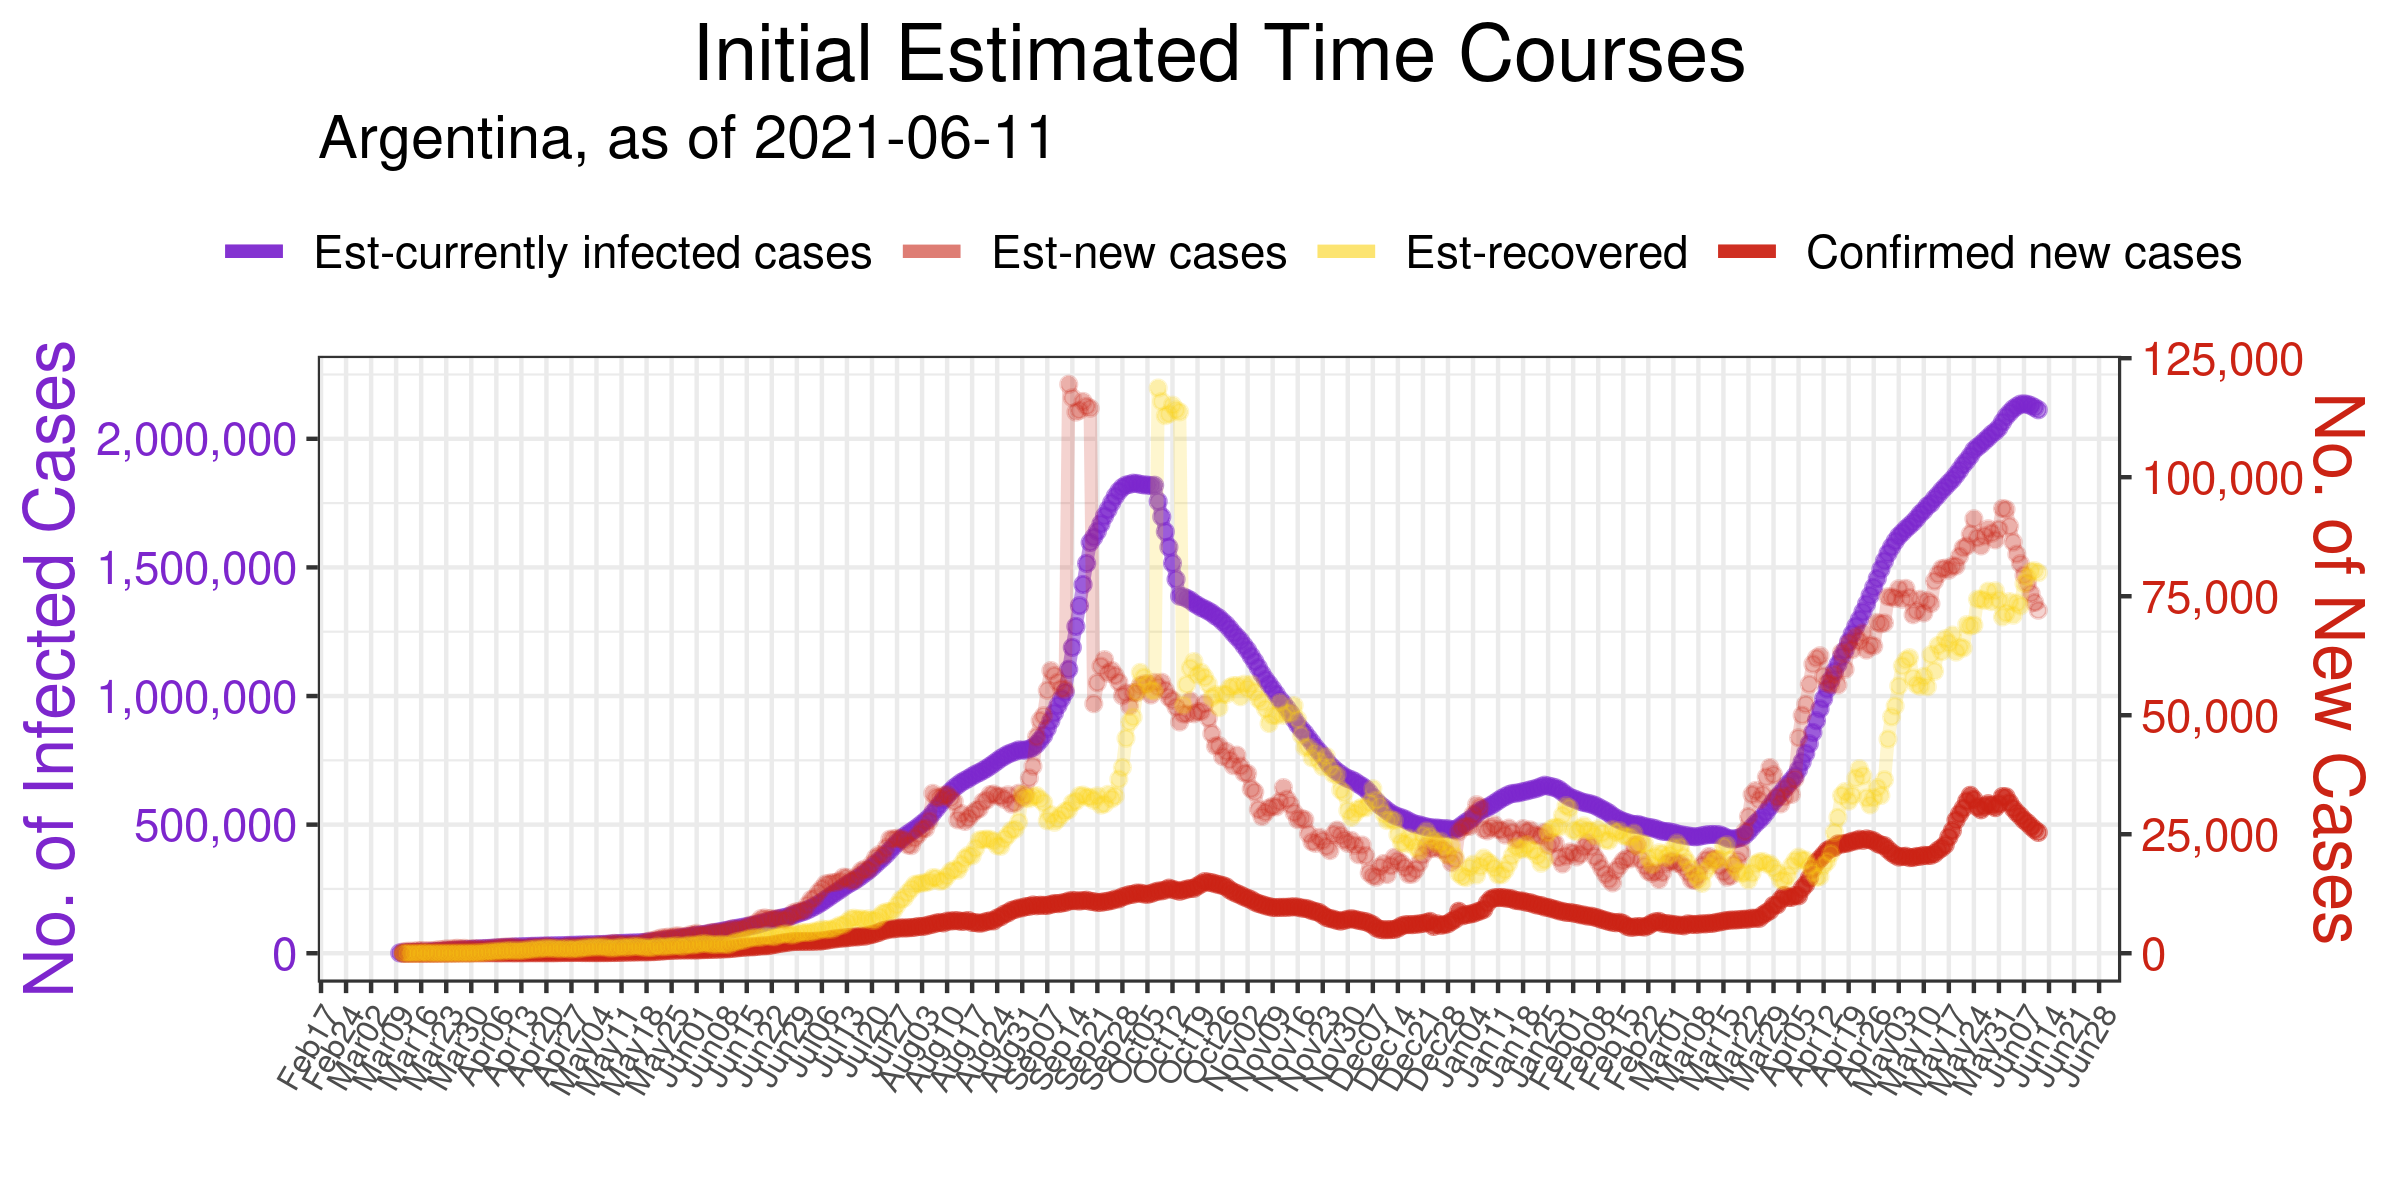 Initial Estimated Time Courses
Argentina, as of 2021-06-11
Est-currently infected cases
Est-new cases
Est-recovered
Confirmed new cases
No. of Infected Cases
2,000,000
1,500,000
1,000,000
500,000
0
125,000
100,000
75,000
50,000
25,000
0
No. of New Cases
Feb17
Feb24
Mar02
Mar09
Mar16
Mar23
Mar30
Apr06
Apr13
Apr20
Apr27
May04
May11
May18
May25
Jun01
Jun08
Jun15
Jun22
Jun29
Jul06
Jul13
Jul20
Jul27
Aug03
Aug10
Aug17
Aug24
Aug31
Sep07
Sep14
Sep21
Sep28
Oct05
Oct12
Oct19
Oct26
Nov02
Nov09
Nov16
Nov23
Nov30
Dec07
Dec14
Dec21
Dec28
Jan04
Jan11
Jan18
Jan25
Feb01
Feb08
Feb15
Feb22
Mar01
Mar08
Mar15
Mar22
Mar29
Apr05
Apr12
Apr19
Apr26
May03
May10
May17
May24
May31
Jun07
Jun14
Jun21
Jun28